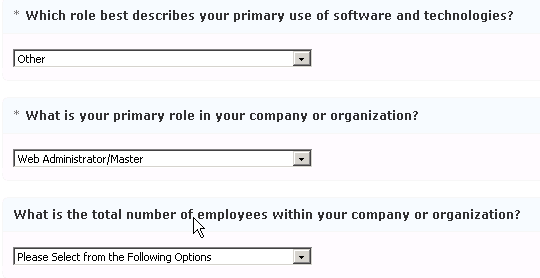 * Which role best describes your primary use of software and technologies?
Other
* What is your primary role in your company or organization?
Web Administrator/Master
What is the total number of employees within your company or organization?
Please Select from the Following Options